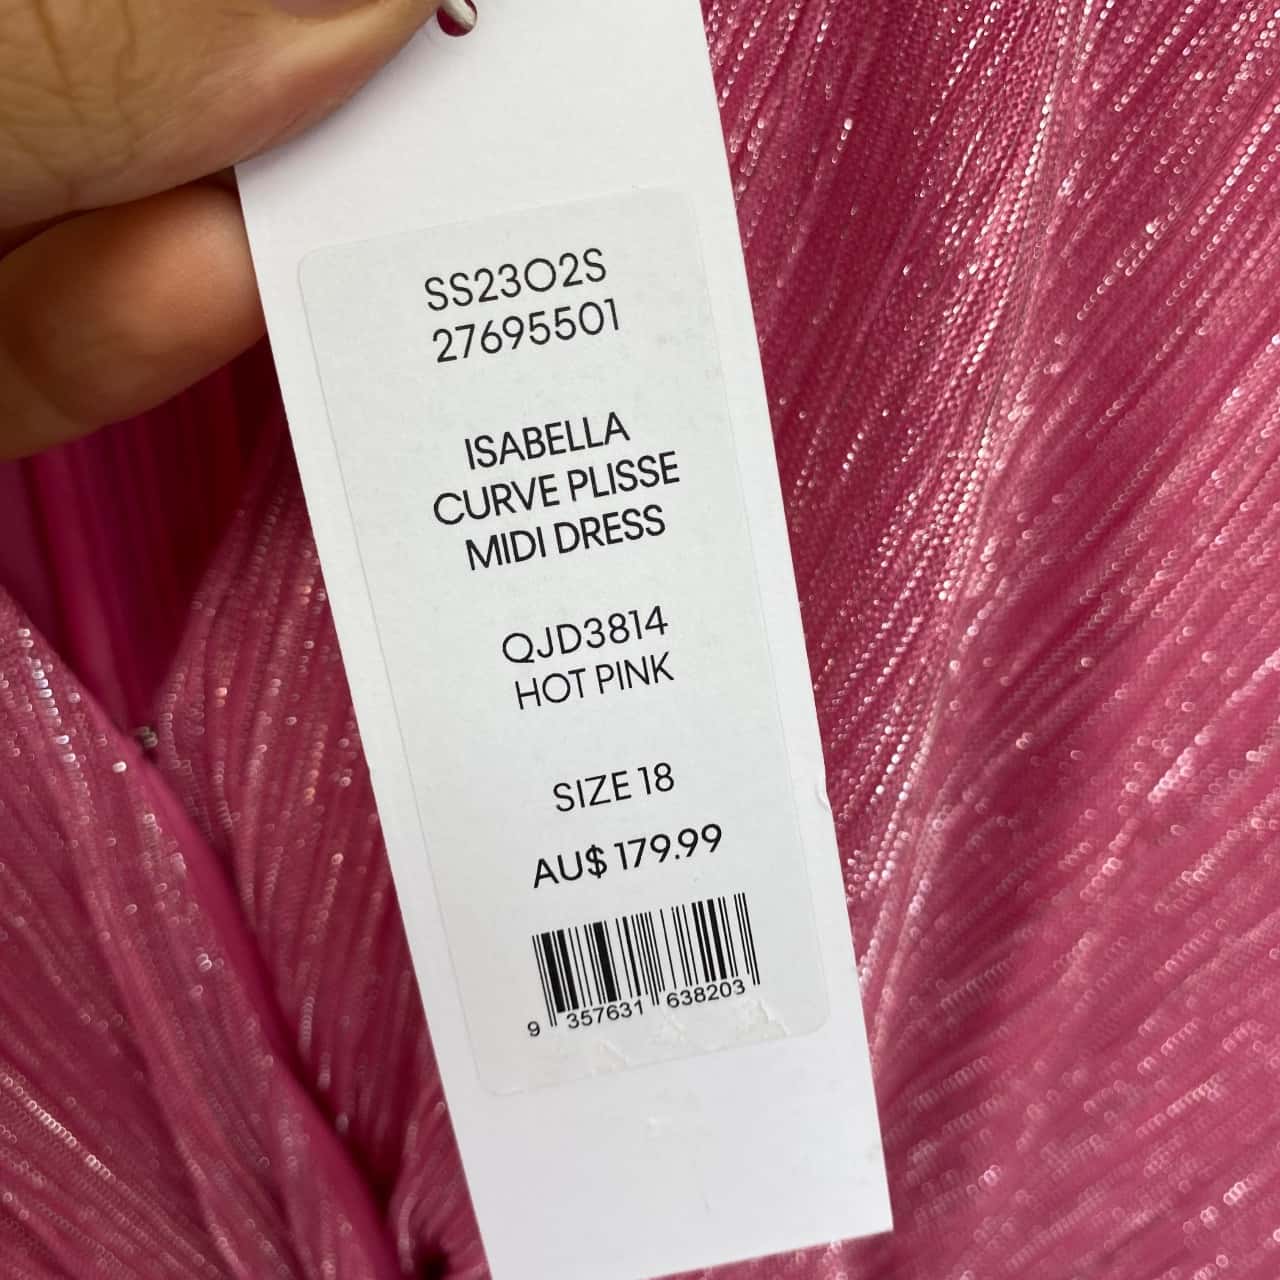 SS23O2S
27695501
ISABELLA
CURVE PLISSE
MIDI DRESS
QJD3814
HOT PINK
SIZE 18
AU$ 179.99
9 357631 638203